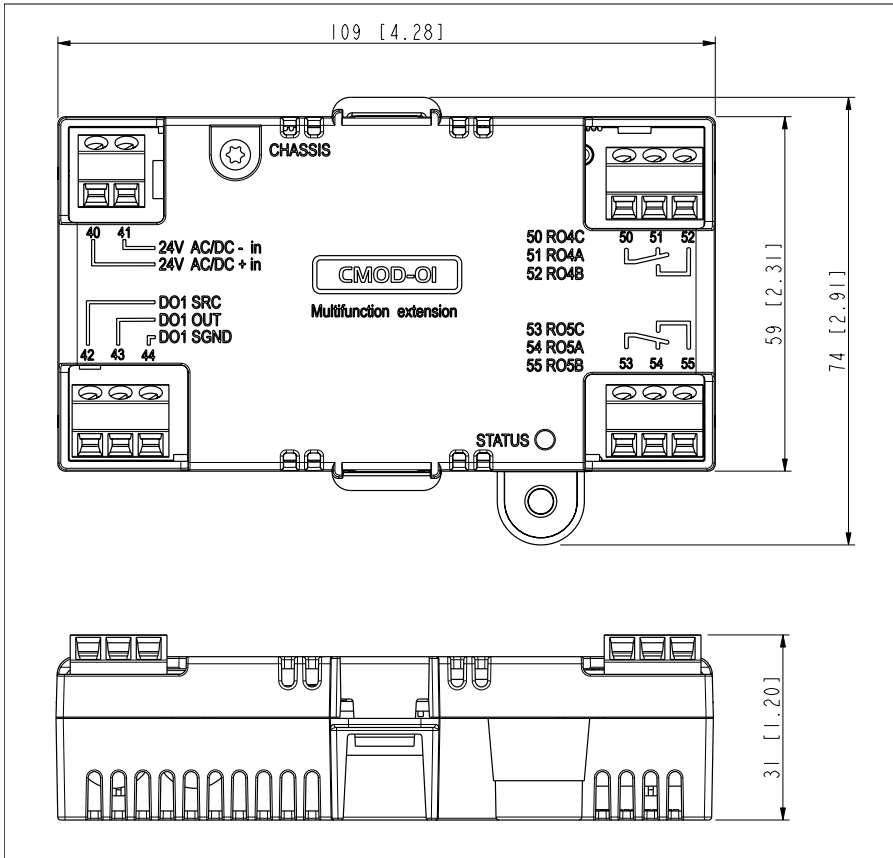 109 [4.28]
CHASSIS
40 41
24V AC/DC - in
24V AC/DC + in
DO1 SRC
DO1 OUT
DO1 SGND
42 43 44
CMOD-01
Multifunction extension
50 RO4C 50 51 52
51 RO4A
52 RO4B
53 RO5C
54 RO5A
55 RO5B 53 54 55
STATUS
59 [2.31]
74 [2.91]
31 [1.20]